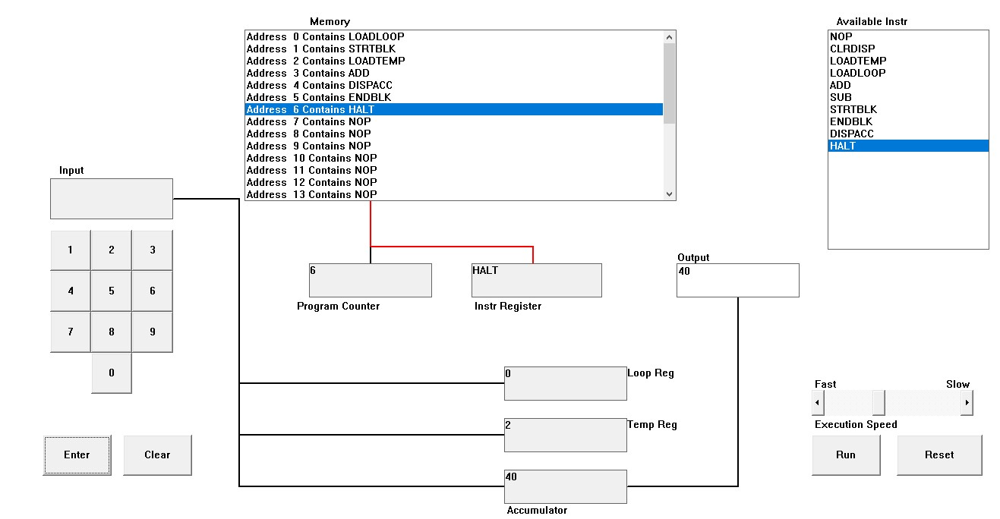 Memory
Address 0 Contains LOADLOOP
Address 1 Contains STRTBLK
Address 2 Contains LOADTEMP
Address 3 Contains ADD
Address 4 Contains DISPACC
Address 5 Contains ENDBLK
Address 6 Contains HALT
Address 7 Contains NOP
Address 8 Contains NOP
Address 9 Contains NOP
Address 10 Contains NOP
Address 11 Contains NOP
Address 12 Contains NOP
Address 13 Contains NOP
Available Instr
NOP
CLRDISP
LOADTEMP
LOADLOOP
ADD
SUB
STRTBLK
ENDBLK
DISPACC
HALT
Input
1 2 3
4 5 6
7 8 9
0
Enter Clear
6
Program Counter
HALT
Instr Register
Output
40
0 Loop Reg
2 Temp Reg
40
Accumulator
Fast Slow
Execution Speed
Run Reset